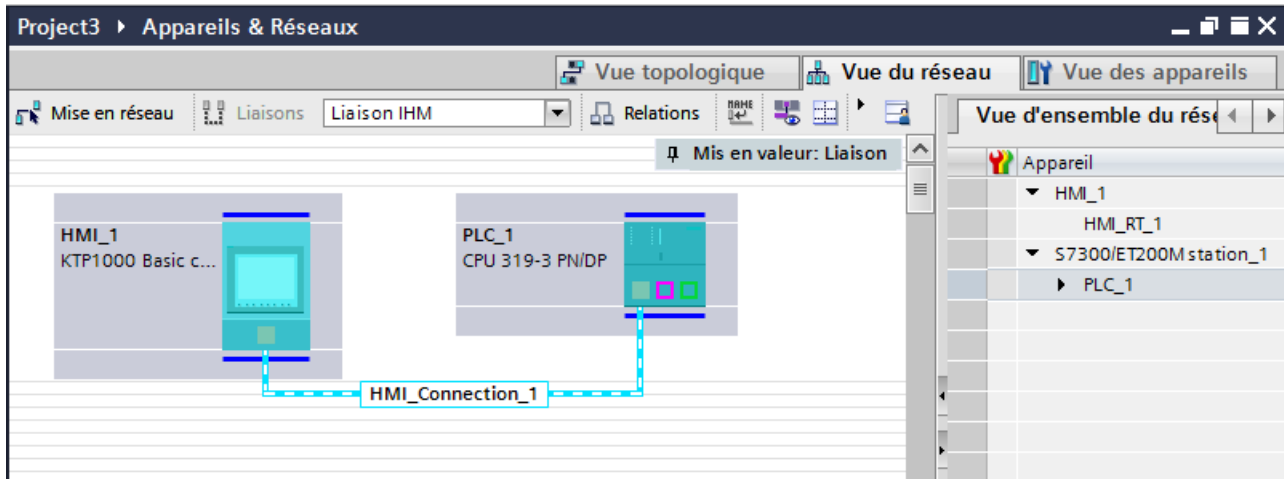 Project3 ▸ Appareils & Réseaux
Vue topologique
Vue du réseau
Vue des appareils
Mise en réseau
Liaisons
Liaison IHM
Relations
NAME
Vue d'ensemble du rése
Mis en valeur: Liaison
Appareil
HMI_1
HMI_RT_1
S7300/ET200M station_1
PLC_1
HMI_1
KTP1000 Basic c...
PLC_1
CPU 319-3 PN/DP
HMI_Connection_1